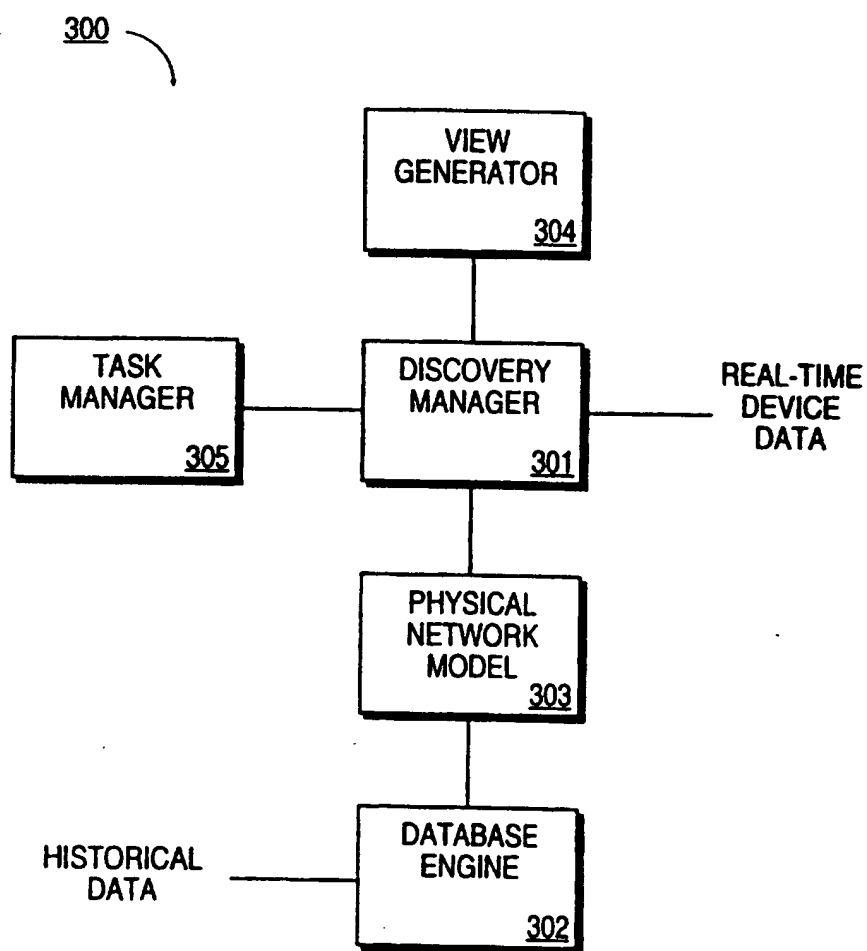 300
VIEW
GENERATOR
304
TASK
MANAGER
305
DISCOVERY
MANAGER
301
REAL-TIME
DEVICE
DATA
PHYSICAL
NETWORK
MODEL
303
HISTORICAL
DATA
DATABASE
ENGINE
302